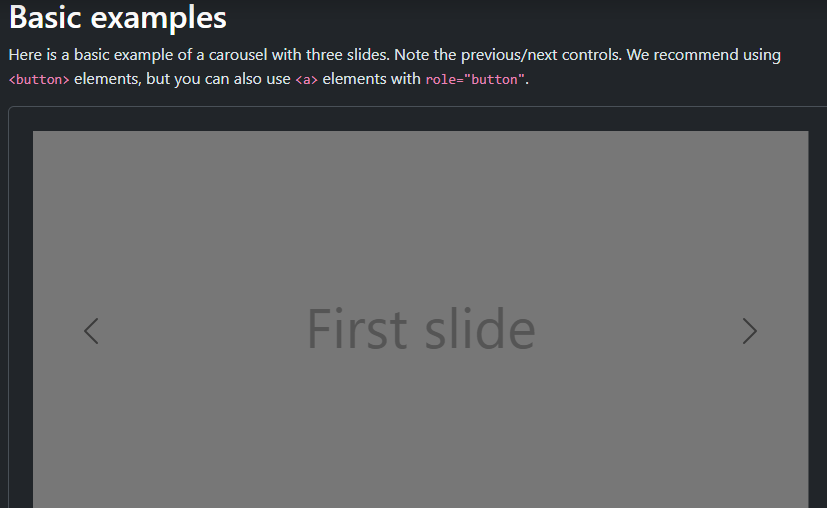 Basic examples
Here is a basic example of a carousel with three slides. Note the previous/next controls. We recommend using
<button> elements, but you can also use <a> elements with role="button".
First slide